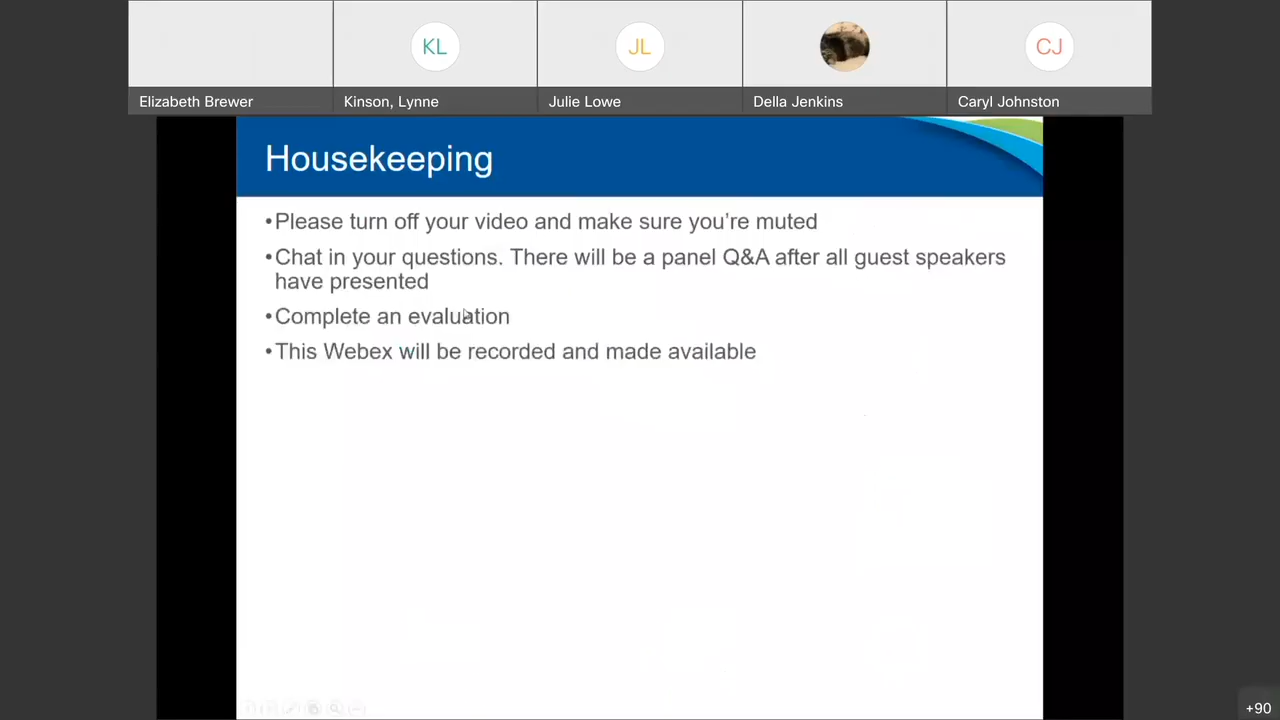 KL
JL
CJ
Elizabeth Brewer
Kinson, Lynne
Julie Lowe
Della Jenkins
Caryl Johnston
Housekeeping
•Please turn off your video and make sure you’re muted
•Chat in your questions. There will be a panel Q&A after all guest speakers
have presented
•Complete an evaluation
•This Webex will be recorded and made available
+90